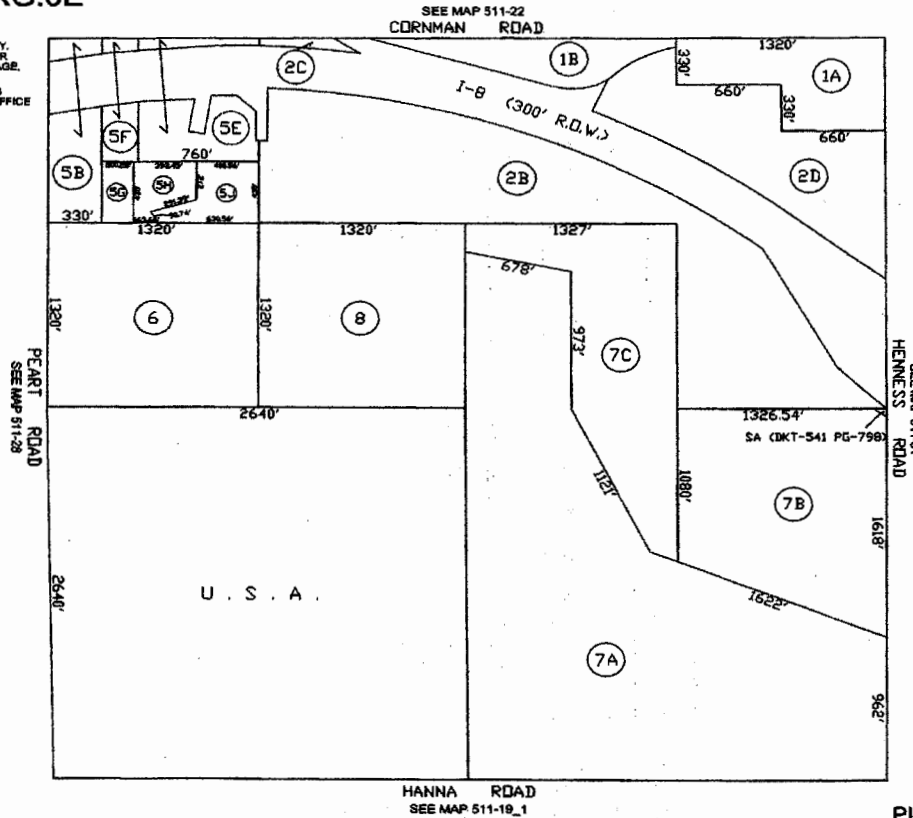 SEE MAP 511-22
CORNMAN ROAD
Y.
R
AGE.
FFICE
1320'
2C
1B
330'
1A
I-8 (300' R.O.W.)
660'
330'
660'
5F
5E
760'
5B
2B
2D
5G
5H
5J
330'
1320'
1320'
1327'
678'
1320'
6
1320'
8
973'
7C
PEART ROAD
SEE MAP 511-28
HENNESS ROAD
2640'
1326.54'
SA (DKT-541 PG-798)
1121'
1080'
7B
1618'
2640'
U.S.A.
1622'
7A
962'
HANNA ROAD
SEE MAP 511-19_1